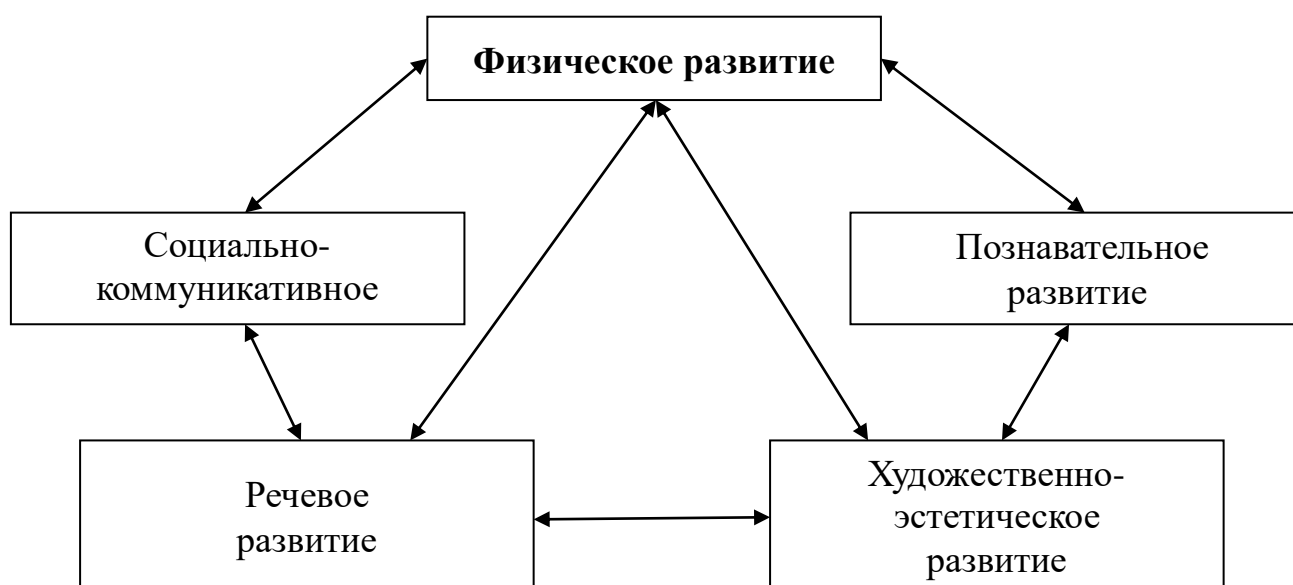 Физическое развитие
Социально-
коммуникативное
Познавательное
развитие
Речевое
развитие
Художественно-
эстетическое
развитие